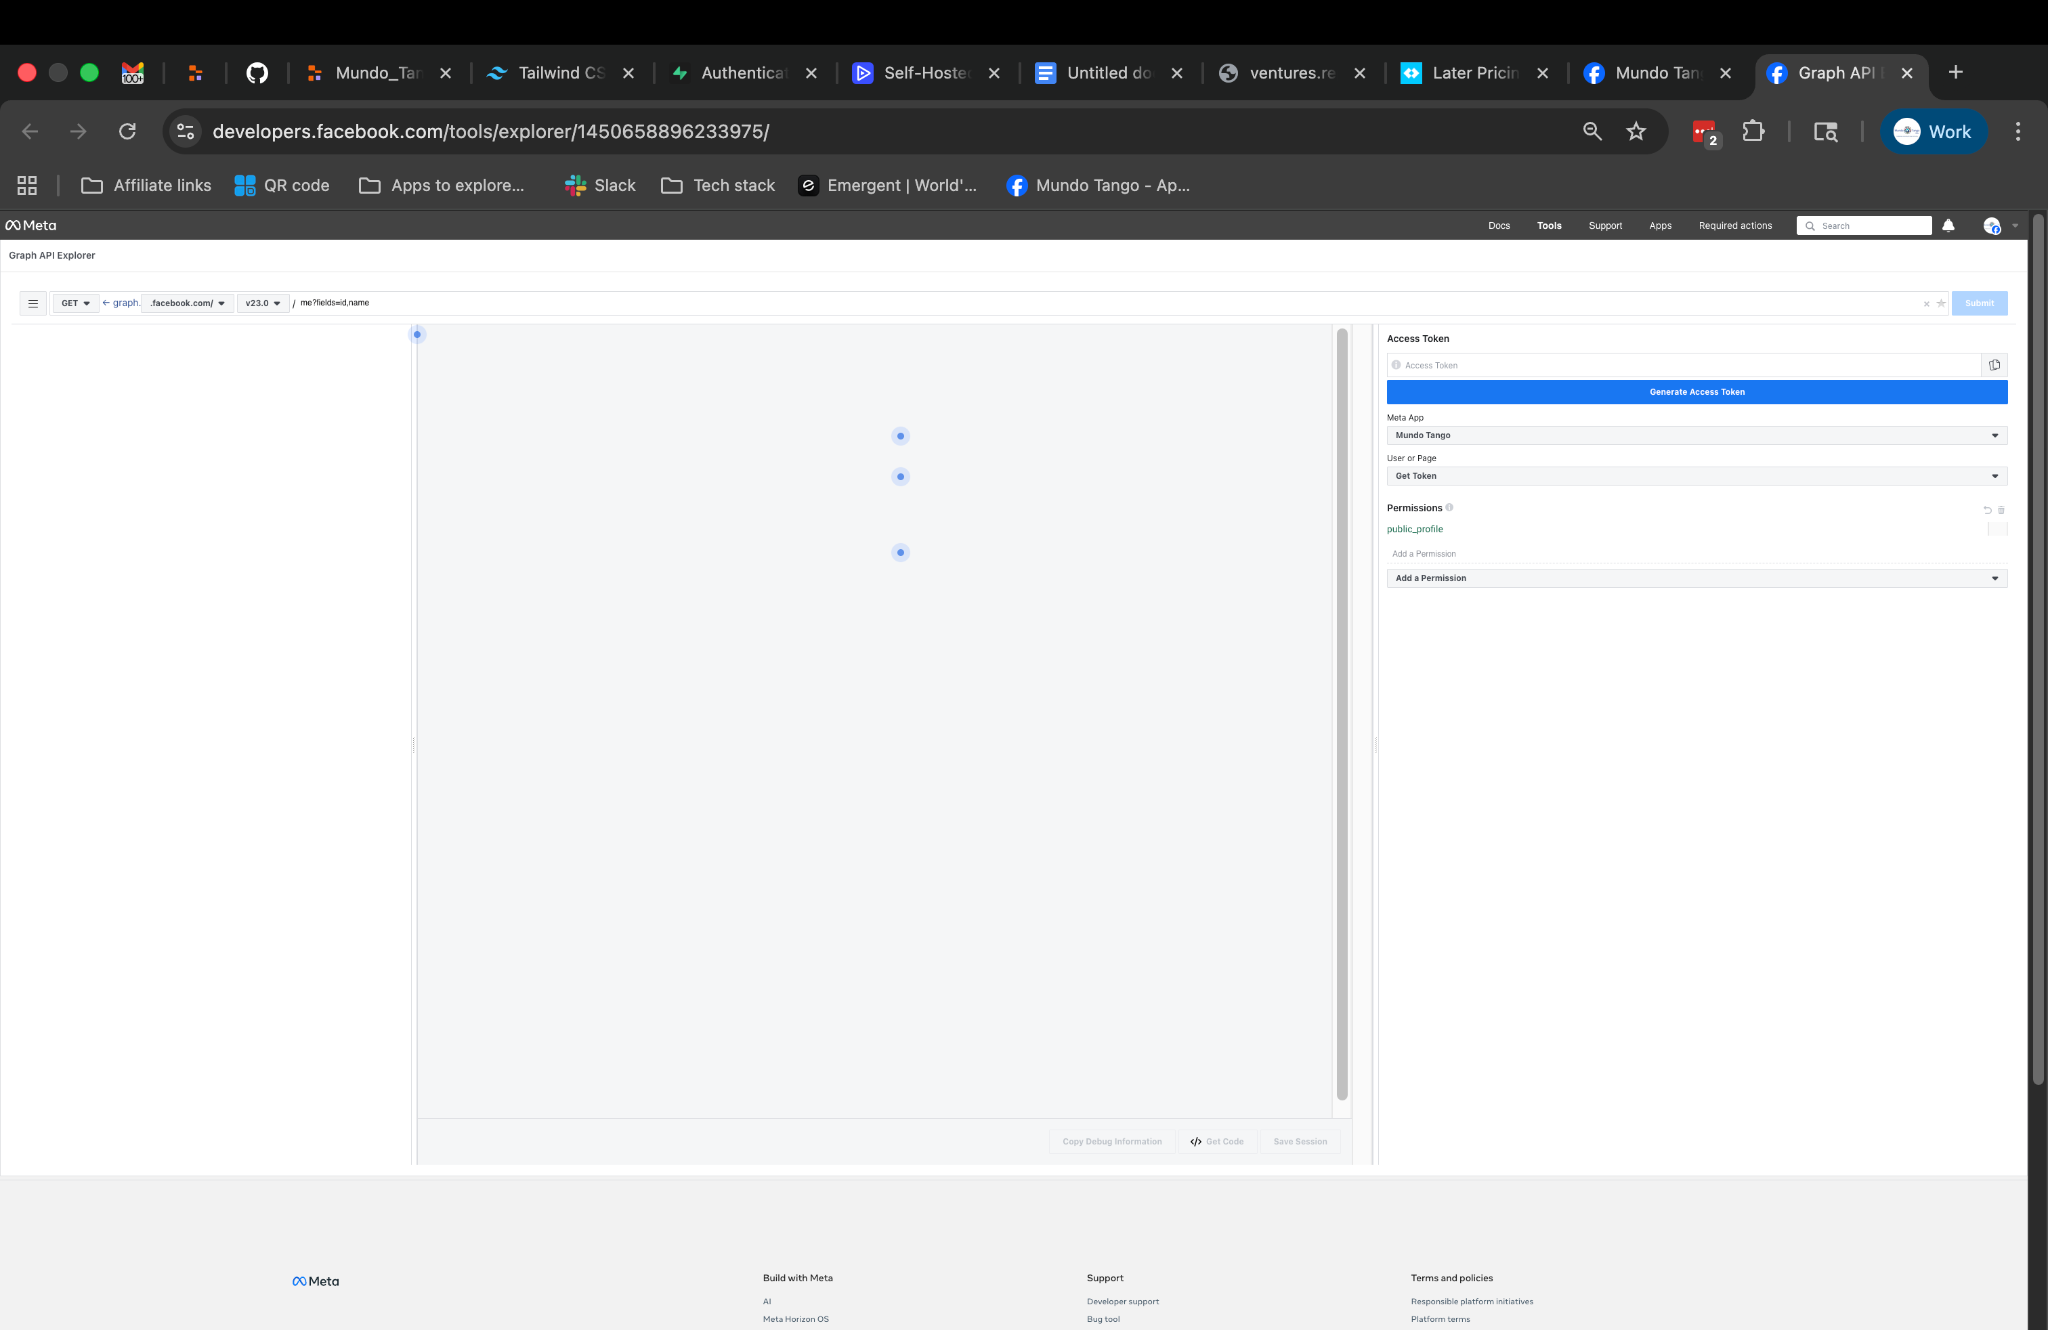 100+
Mundo_Tan
Tailwind CS
Authenticat
Self-Hosted
Untitled do
ventures.re
Later Pricin
Mundo Tan
Graph API E
developers.facebook.com/tools/explorer/1450658896233975/
2
Work
Affiliate links
QR code
Apps to explore...
Slack
Tech stack
Emergent | World'...
Mundo Tango - Ap...
Meta
Docs
Tools
Support
Apps
Required actions
Search
Graph API Explorer
GET
← graph.
.facebook.com/
v23.0
/
me?fields=id,name
Submit
Access Token
Access Token
Generate Access Token
Meta App
Mundo Tango
User or Page
Get Token
Permissions
public_profile
Add a Permission
Add a Permission
Copy Debug Information
</> Get Code
Save Session
Meta
Build with Meta
AI
Meta Horizon OS
Support
Developer support
Bug tool
Terms and policies
Responsible platform initiatives
Platform terms